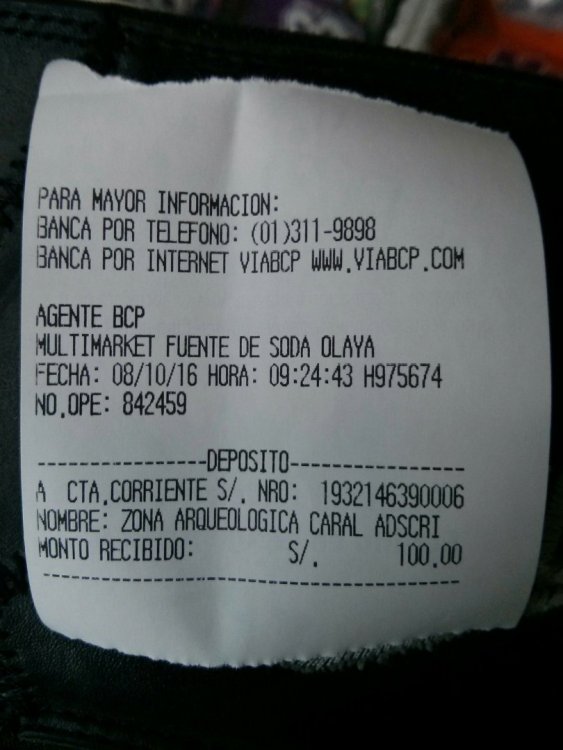 PARA MAYOR INFORMACION:
BANCA POR TELEFONO: (01)311-9898
BANCA POR INTERNET VIABCP WWW.VIABCP.COM
AGENTE BCP
MULTIMARKET FUENTE DE SODA OLAYA
FECHA: 08/10/16 HORA: 09:24:43 H975674
NO.OPE: 842459
-----------------DEPOSITO-----------------
A CTA.CORRIENTE S/. NRO: 1932146390006
NOMBRE: ZONA ARQUEOLOGICA CARAL ADSCRI
MONTO RECIBIDO: S/. 100.00
------------------------------------------